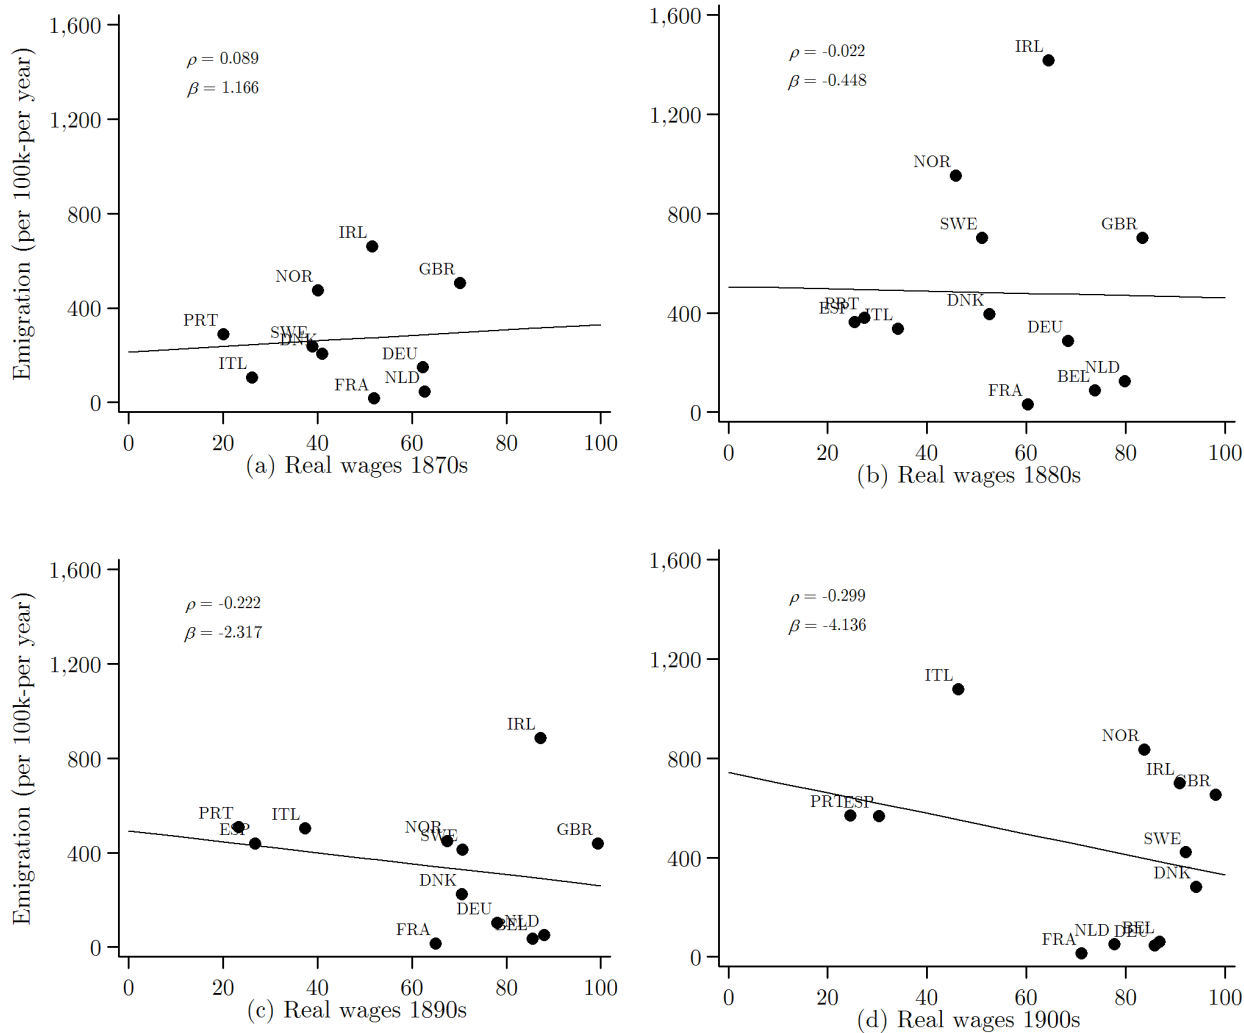 1,600
1,200
800
400
0
Emigration (per 100k-per year)
ρ = 0.089
β = 1.166
IRL
NOR
GBR
PRT
SWE
DNK
ITL
DEU
NLD
FRA
0 20 40 60 80 100
(a) Real wages 1870s
1,600
1,200
800
400
0
ρ = -0.022
β = -0.448
IRL
NOR
SWE
GBR
PRT
ESP
ITL
DNK
DEU
NLD
BEL
FRA
0 20 40 60 80 100
(b) Real wages 1880s
1,600
1,200
800
400
0
Emigration (per 100k-per year)
ρ = -0.222
β = -2.317
IRL
PRT
ESP
ITL
NOR
SWE
GBR
DNK
DEU
NLD
BEL
FRA
0 20 40 60 80 100
(c) Real wages 1890s
1,600
1,200
800
400
0
ρ = -0.299
β = -4.136
ITL
NOR
IRL
GBR
PRT
ESP
SWE
DNK
FRA
NLD
DEU
BEL
0 20 40 60 80 100
(d) Real wages 1900s